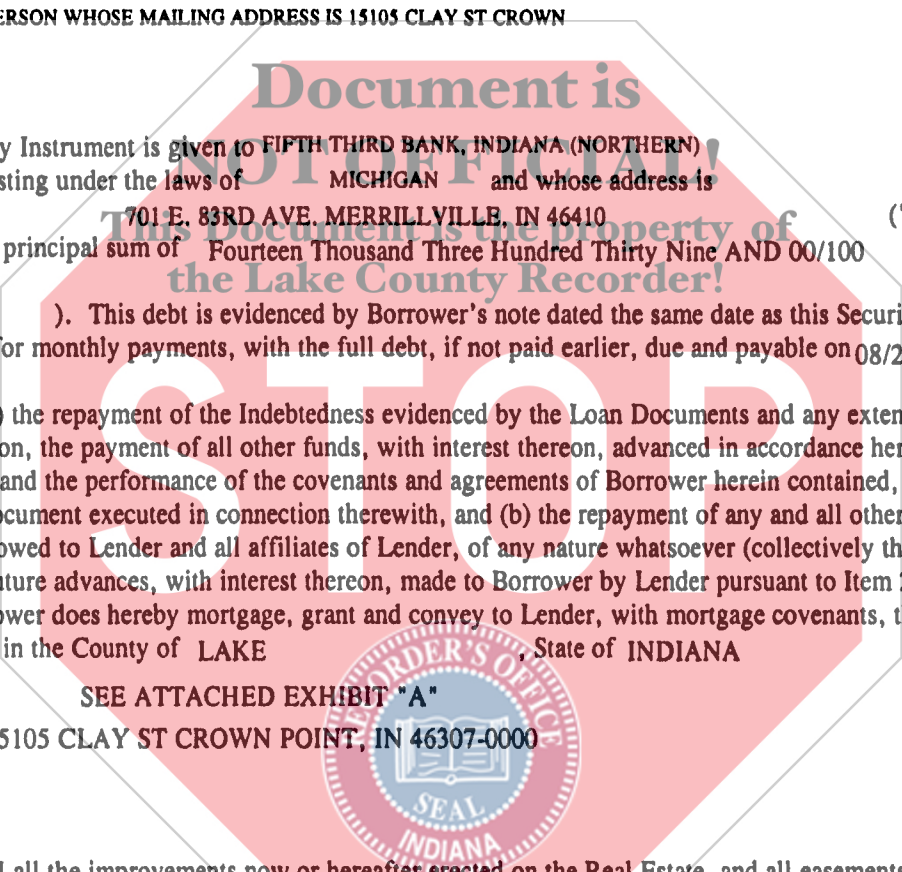 ERSON WHOSE MAILING ADDRESS IS 15105 CLAY ST CROWN
Document is
y Instrument is given to FIFTH THIRD BANK, INDIANA (NORTHERN)
NOT OFFICIAL!
sting under the laws of MICHIGAN and whose address is
701 E. 83RD AVE. MERRILLVILLE, IN 46410 ("
This Document is the property of
principal sum of Fourteen Thousand Three Hundred Thirty Nine AND 00/100
the Lake County Recorder!
). This debt is evidenced by Borrower's note dated the same date as this Securi
or monthly payments, with the full debt, if not paid earlier, due and payable on 08/2
STOP
) the repayment of the Indebtedness evidenced by the Loan Documents and any exten
on, the payment of all other funds, with interest thereon, advanced in accordance her
and the performance of the covenants and agreements of Borrower herein contained,
ocument executed in connection therewith, and (b) the repayment of any and all other
owed to Lender and all affiliates of Lender, of any nature whatsoever (collectively th
uture advances, with interest thereon, made to Borrower by Lender pursuant to Item 2
ower does hereby mortgage, grant and convey to Lender, with mortgage covenants, t
in the County of LAKE , State of INDIANA
SEE ATTACHED EXHIBIT "A"
5105 CLAY ST CROWN POINT, IN 46307-0000
RECORDER'S OFFICE
SEAL
INDIANA
all the improvements now or hereafter erected on the Real Estate, and all easements